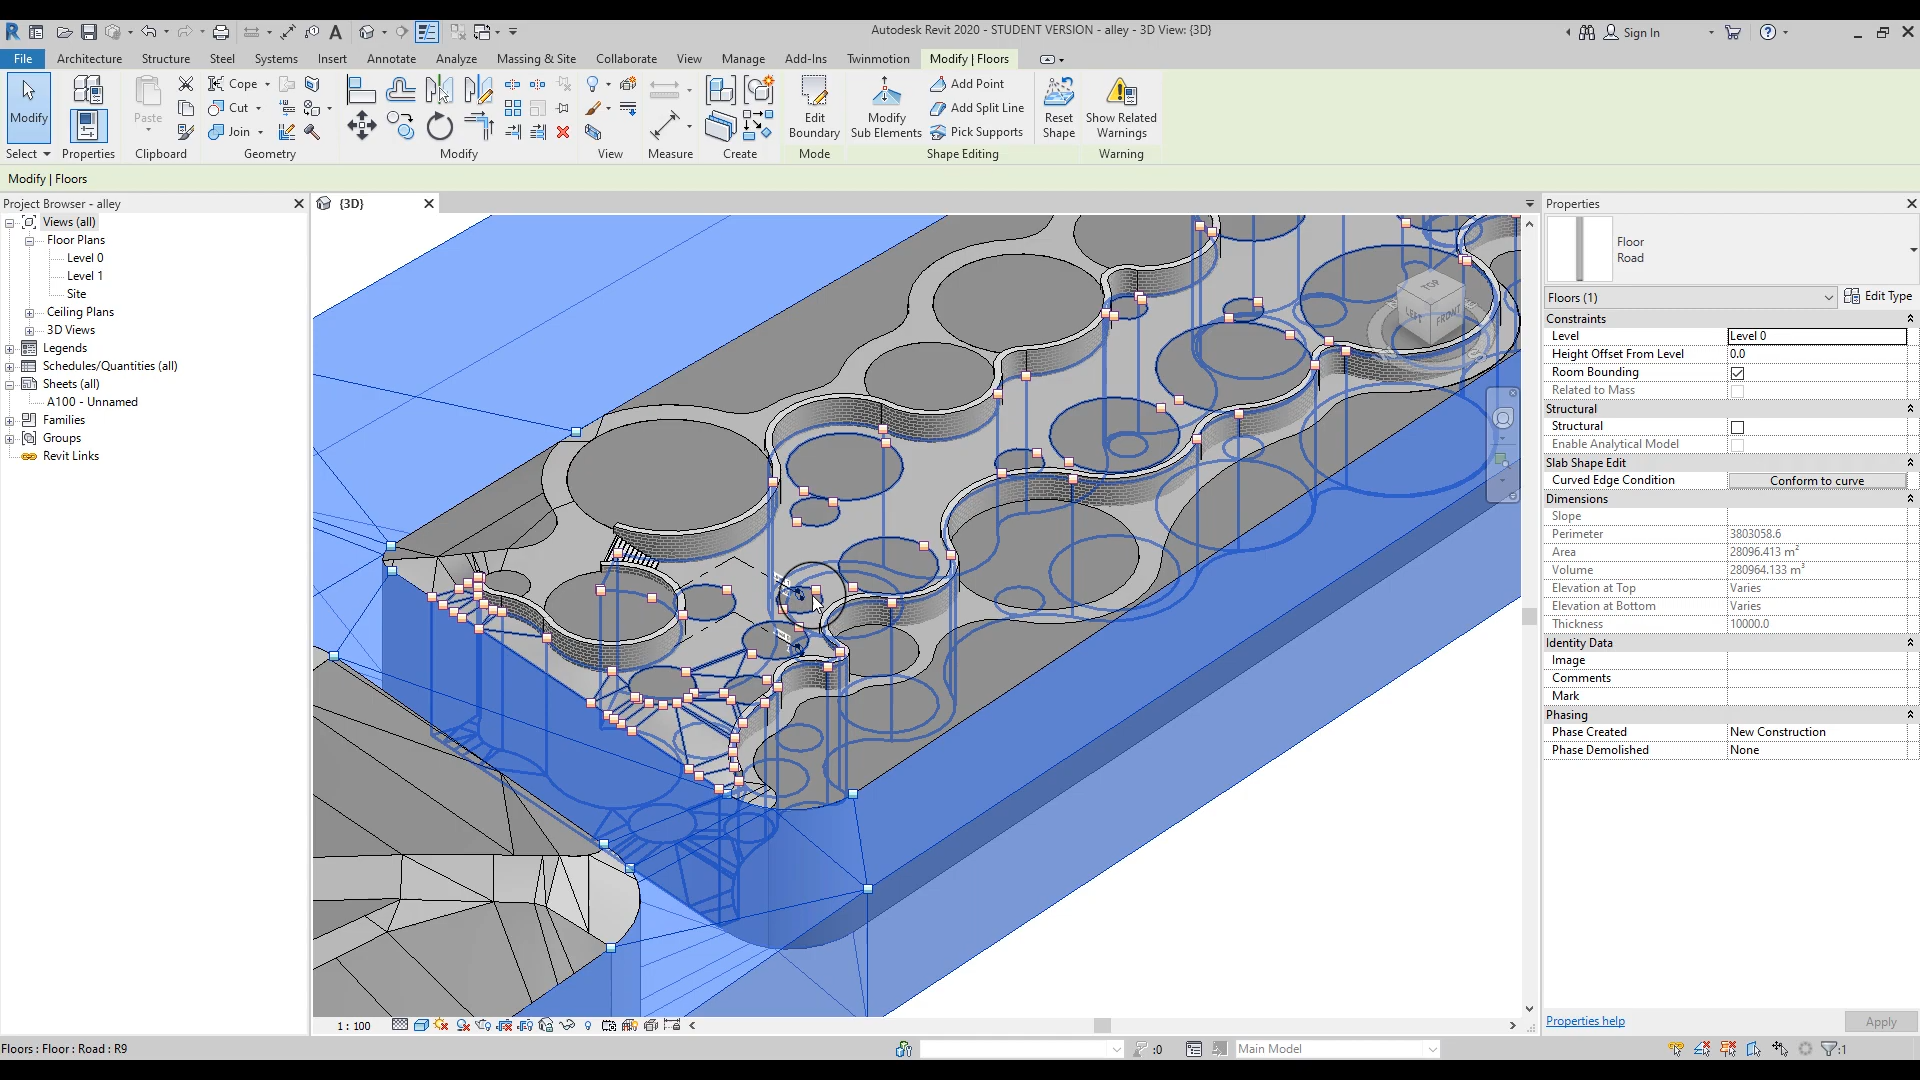 Autodesk Revit 2020 - STUDENT VERSION - alley - 3D View: {3D}
Sign In
File Architecture Structure Steel Systems Insert Annotate Analyze Massing & Site Collaborate View Manage Add-Ins Twinmotion Modify | Floors
Modify
Select
Properties
Paste
Clipboard
Cope
Cut
Join
Geometry
Modify
View
Measure
Create
Edit
Boundary
Mode
Modify
Sub Elements
Add Point
Add Split Line
Pick Supports
Shape Editing
Reset
Shape
Show Related
Warnings
Warning
Modify | Floors
Project Browser - alley
Views (all)
Floor Plans
Level 0
Level 1
Site
Ceiling Plans
3D Views
Legends
Schedules/Quantities (all)
Sheets (all)
A100 - Unnamed
Families
Groups
Revit Links
{3D}
TOP
LEFT
FRONT
1 : 100
Properties
Floor
Road
Floors (1)
Edit Type
Constraints
Level Level 0
Height Offset From Level 0.0
Room Bounding
Related to Mass
Structural
Structural
Enable Analytical Model
Slab Shape Edit
Curved Edge Condition Conform to curve
Dimensions
Slope
Perimeter 3803058.6
Area 28096.413 m²
Volume 280964.133 m³
Elevation at Top Varies
Elevation at Bottom Varies
Thickness 10000.0
Identity Data
Image
Comments
Mark
Phasing
Phase Created New Construction
Phase Demolished None
Properties help
Apply
Floors : Floor : Road : R9
:0
Main Model
:1